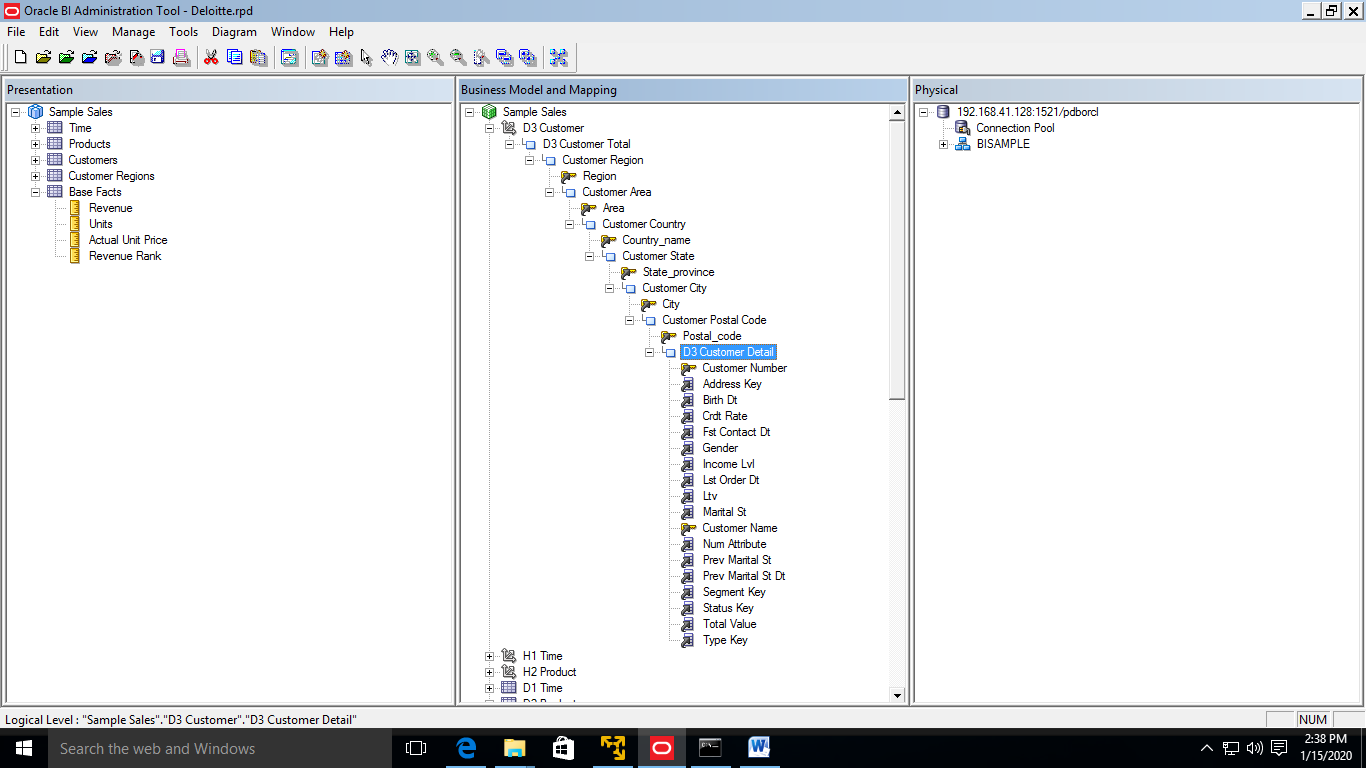 Oracle BI Administration Tool - Deloitte.rpd
File Edit View Manage Tools Diagram Window Help
Presentation
Sample Sales
Time
Products
Customers
Customer Regions
Base Facts
Revenue
Units
Actual Unit Price
Revenue Rank
Business Model and Mapping
Sample Sales
D3 Customer
D3 Customer Total
Customer Region
Region
Customer Area
Area
Customer Country
Country_name
Customer State
State_province
Customer City
City
Customer Postal Code
Postal_code
D3 Customer Detail
Customer Number
Address Key
Birth Dt
Crdt Rate
Fst Contact Dt
Gender
Income Lvl
Lst Order Dt
Ltv
Marital St
Customer Name
Num Attribute
Prev Marital St
Prev Marital St Dt
Segment Key
Status Key
Total Value
Type Key
H1 Time
H2 Product
D1 Time
Physical
192.168.41.128:1521/pdborcl
Connection Pool
BISAMPLE
Logical Level : "Sample Sales"."D3 Customer"."D3 Customer Detail"
NUM
Search the web and Windows
2:38 PM
1/15/2020